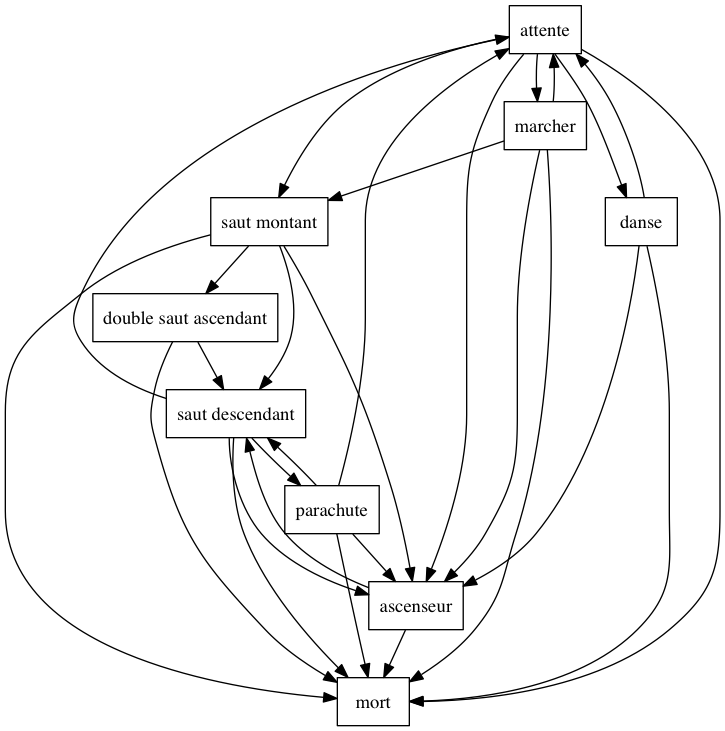 attente
marcher
saut montant
danse
double saut ascendant
saut descendant
parachute
ascenseur
mort